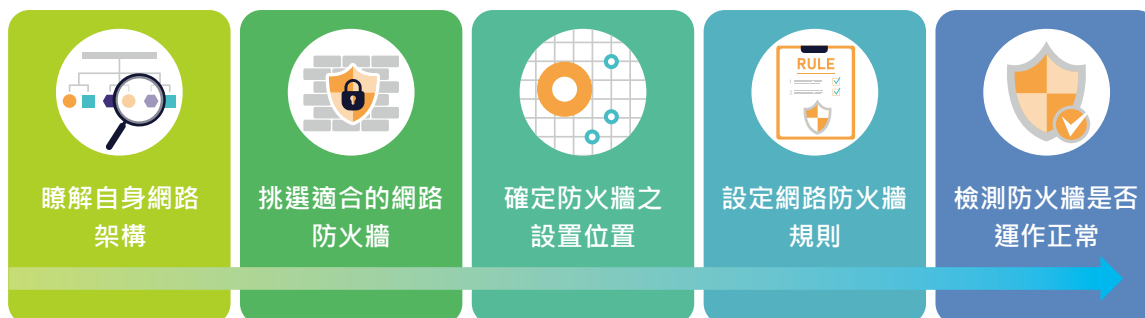 瞭解自身網路
架構
挑選適合的網路
防火牆
確定防火牆之
設置位置
RULE
1
2
設定網路防火牆
規則
檢測防火牆是否
運作正常